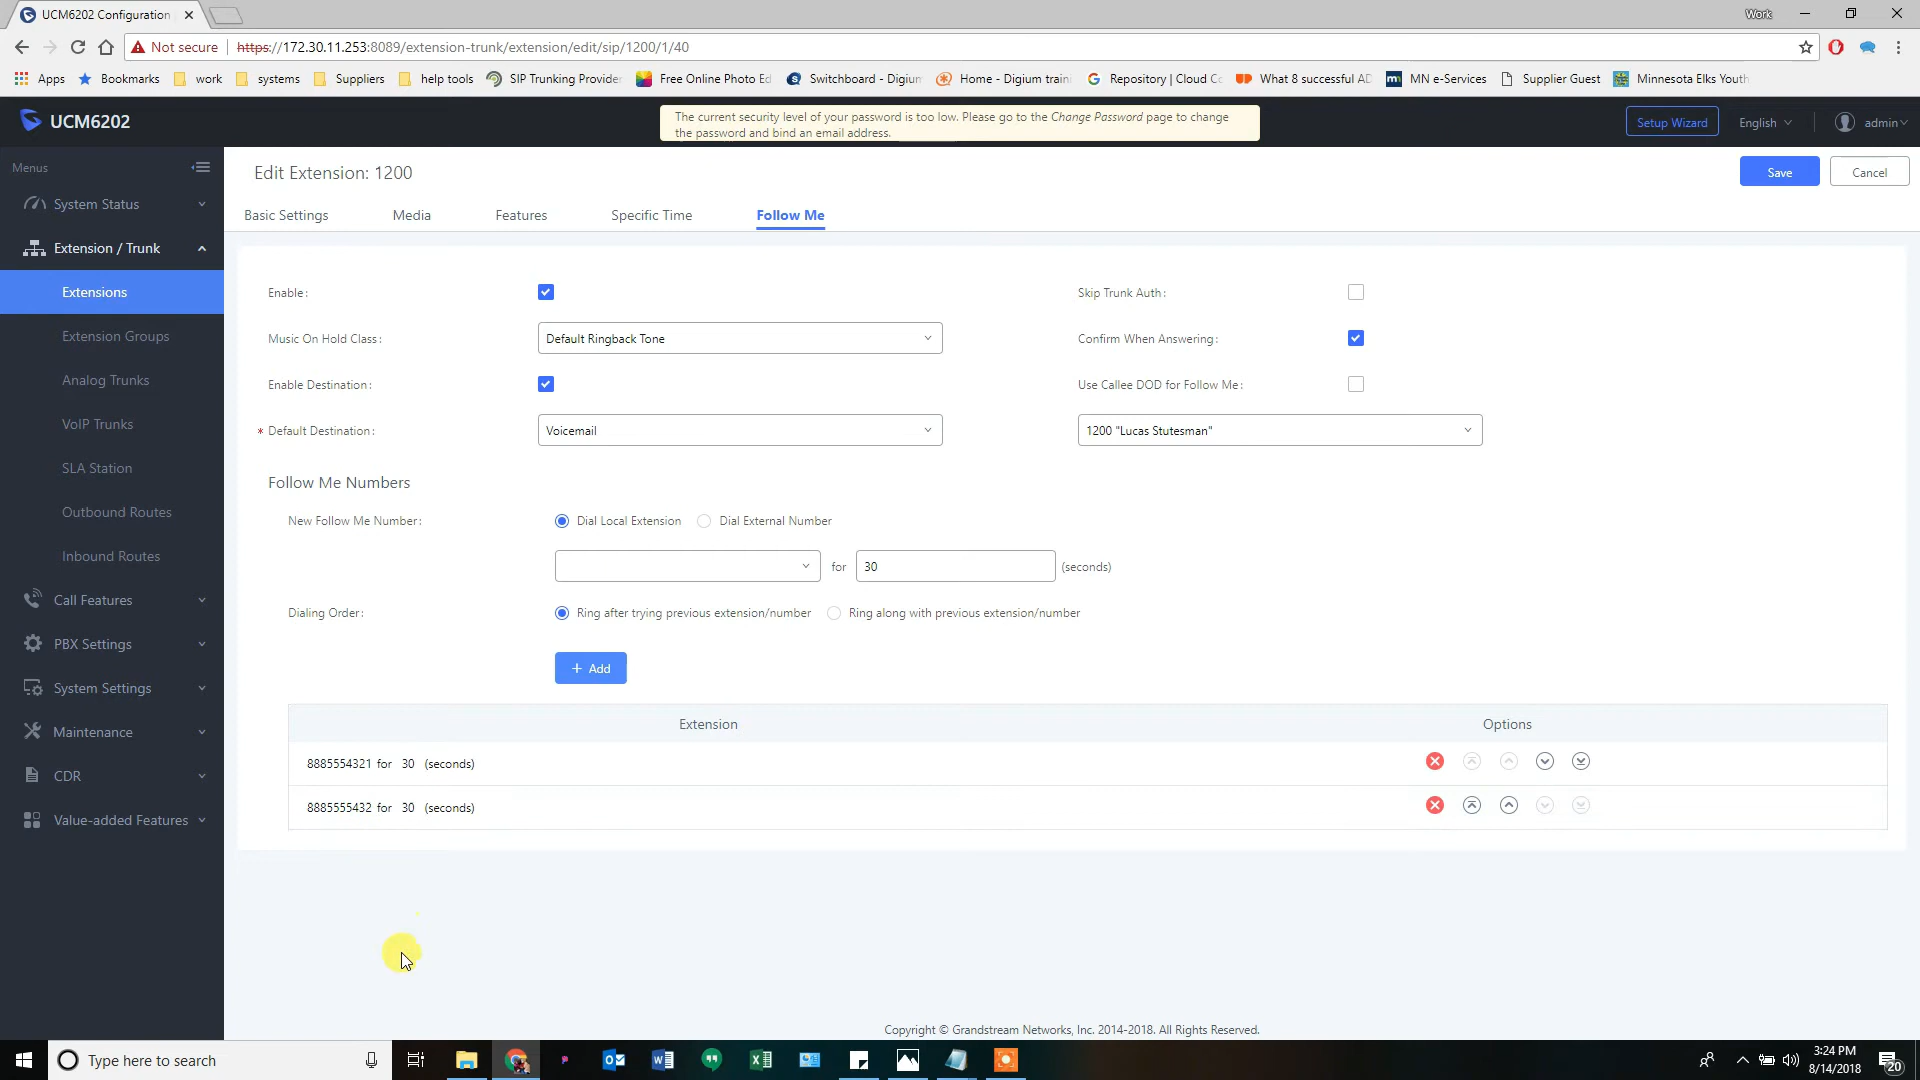 UCM6202 Configuration
Work
Not secure
https://172.30.11.253:8089/extension-trunk/extension/edit/sip/1200/1/40
Apps
Bookmarks
work
systems
Suppliers
help tools
SIP Trunking Provide
Free Online Photo Ed
Switchboard - Digium
Home - Digium train
Repository | Cloud Co
What 8 successful AD
MN e-Services
Supplier Guest
Minnesota Elks Youth
UCM6202
The current security level of your password is too low. Please go to the Change Password page to change
the password and bind an email address.
Setup Wizard
English
admin
Menus
System Status
Extension / Trunk
Extensions
Extension Groups
Analog Trunks
VoIP Trunks
SLA Station
Outbound Routes
Inbound Routes
Call Features
PBX Settings
System Settings
Maintenance
CDR
Value-added Features
Edit Extension: 1200
Save
Cancel
Basic Settings
Media
Features
Specific Time
Follow Me
Enable:
Skip Trunk Auth:
Music On Hold Class:
Default Ringback Tone
Confirm When Answering:
Enable Destination:
Use Callee DOD for Follow Me:
* Default Destination:
Voicemail
1200 "Lucas Stutesman"
Follow Me Numbers
New Follow Me Number:
Dial Local Extension
Dial External Number
for
30
(seconds)
Dialing Order:
Ring after trying previous extension/number
Ring along with previous extension/number
+ Add
Extension
Options
8885554321 for 30 (seconds)
8885555432 for 30 (seconds)
Copyright © Grandstream Networks, Inc. 2014-2018. All Rights Reserved.
Type here to search
3:24 PM
8/14/2018
20